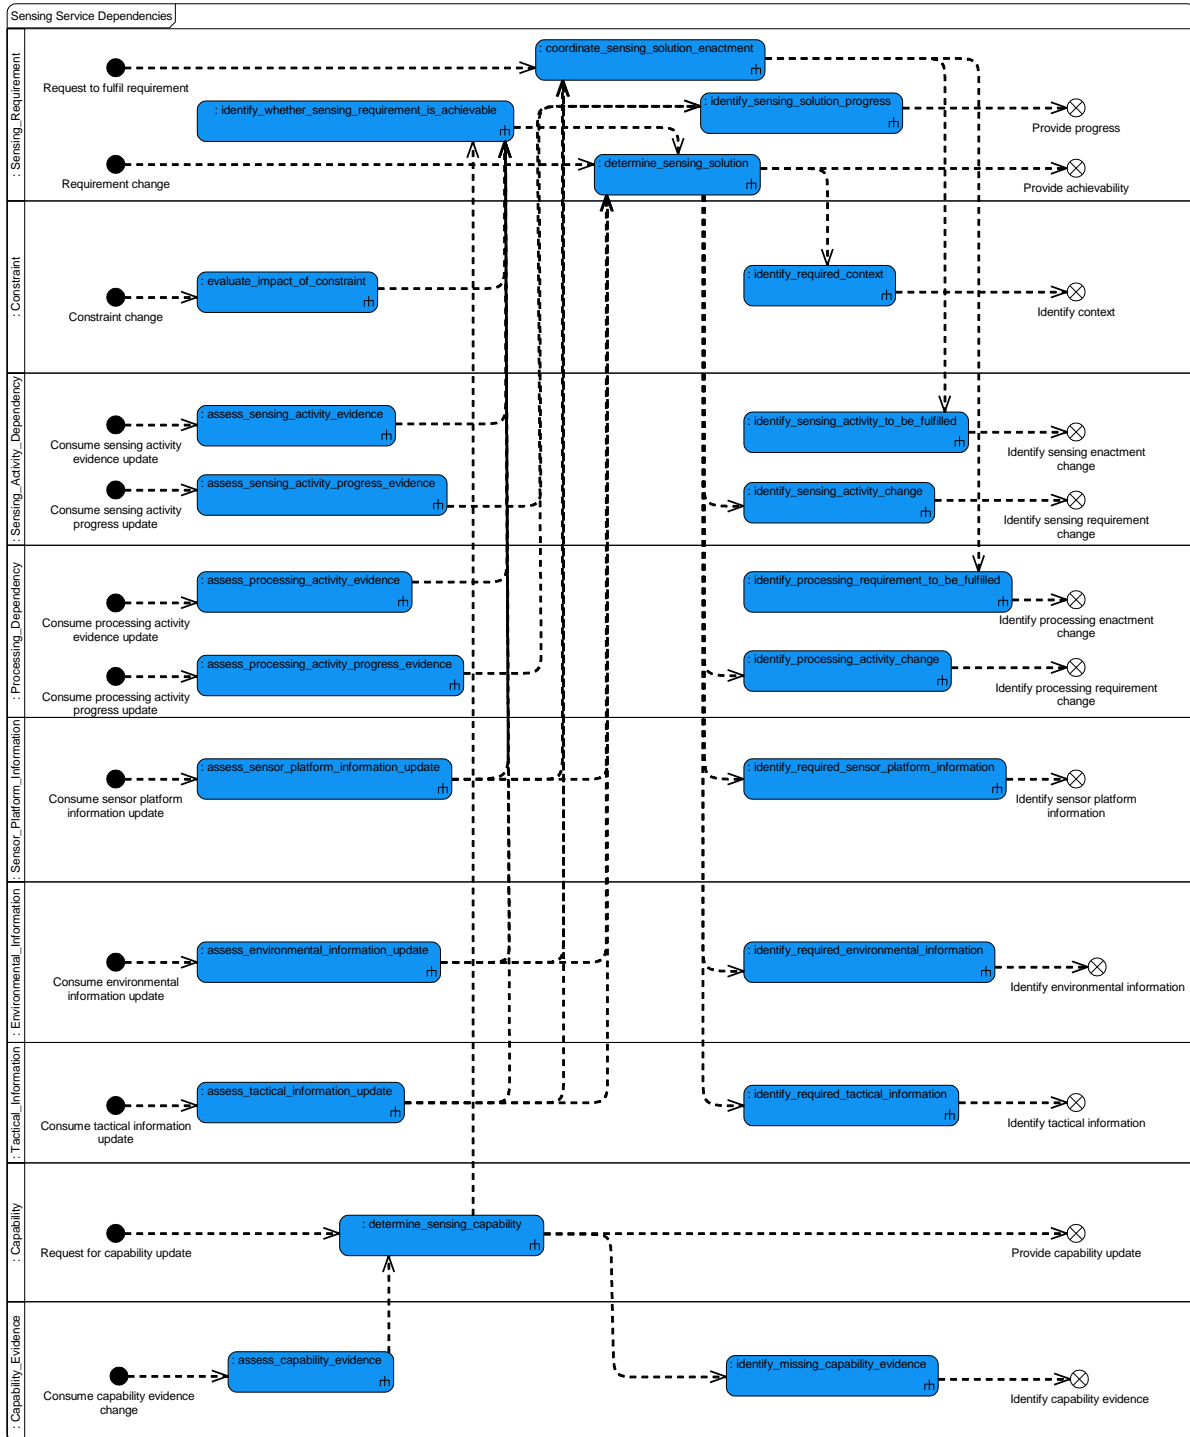 Sensing Service Dependencies
: Sensing_Requirement
Request to fulfil requirement
: coordinate_sensing_solution_enactment
: identify_whether_sensing_requirement_is_achievable
: identify_sensing_solution_progress
Provide progress
Requirement change
: determine_sensing_solution
Provide achievability
: Constraint
Constraint change
: evaluate_impact_of_constraint
: identify_required_context
Identify context
: Sensing_Activity_Dependency
Consume sensing activity
evidence update
: assess_sensing_activity_evidence
: identify_sensing_activity_to_be_fulfilled
Identify sensing enactment
change
Consume sensing activity
progress update
: assess_sensing_activity_progress_evidence
: identify_sensing_activity_change
Identify sensing requirement
change
: Processing_Dependency
Consume processing activity
evidence update
: assess_processing_activity_evidence
: identify_processing_requirement_to_be_fulfilled
Identify processing enactment
change
Consume processing activity
progress update
: assess_processing_activity_progress_evidence
: identify_processing_activity_change
Identify processing requirement
change
: Sensor_Platform_Information
Consume sensor platform
information update
: assess_sensor_platform_information_update
: identify_required_sensor_platform_information
Identify sensor platform
information
: Environmental_Information
Consume environmental
information update
: assess_environmental_information_update
: identify_required_environmental_information
Identify environmental information
: Tactical_Information
Consume tactical information
update
: assess_tactical_information_update
: identify_required_tactical_information
Identify tactical information
: Capability
Request for capability update
: determine_sensing_capability
Provide capability update
: Capability_Evidence
Consume capability evidence
change
: assess_capability_evidence
: identify_missing_capability_evidence
Identify capability evidence